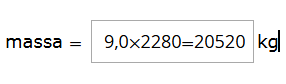 massa = 9,0×2280=20520 kg